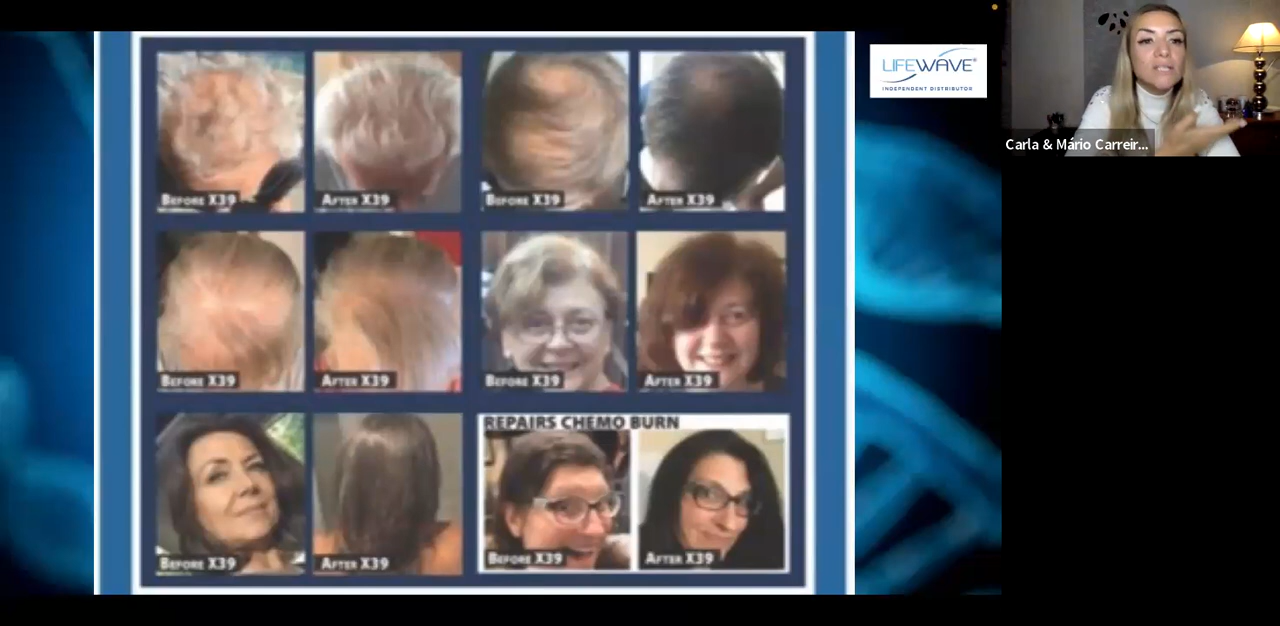 BEFORE X39
AFTER X39
BEFORE X39
AFTER X39
LIFEWAVE®
INDEPENDENT DISTRIBUTOR
Carla & Mário Carreir...
BEFORE X39
AFTER X39
BEFORE X39
AFTER X39
REPAIRS CHEMO BURN
BEFORE X39
AFTER X39
BEFORE X39
AFTER X39